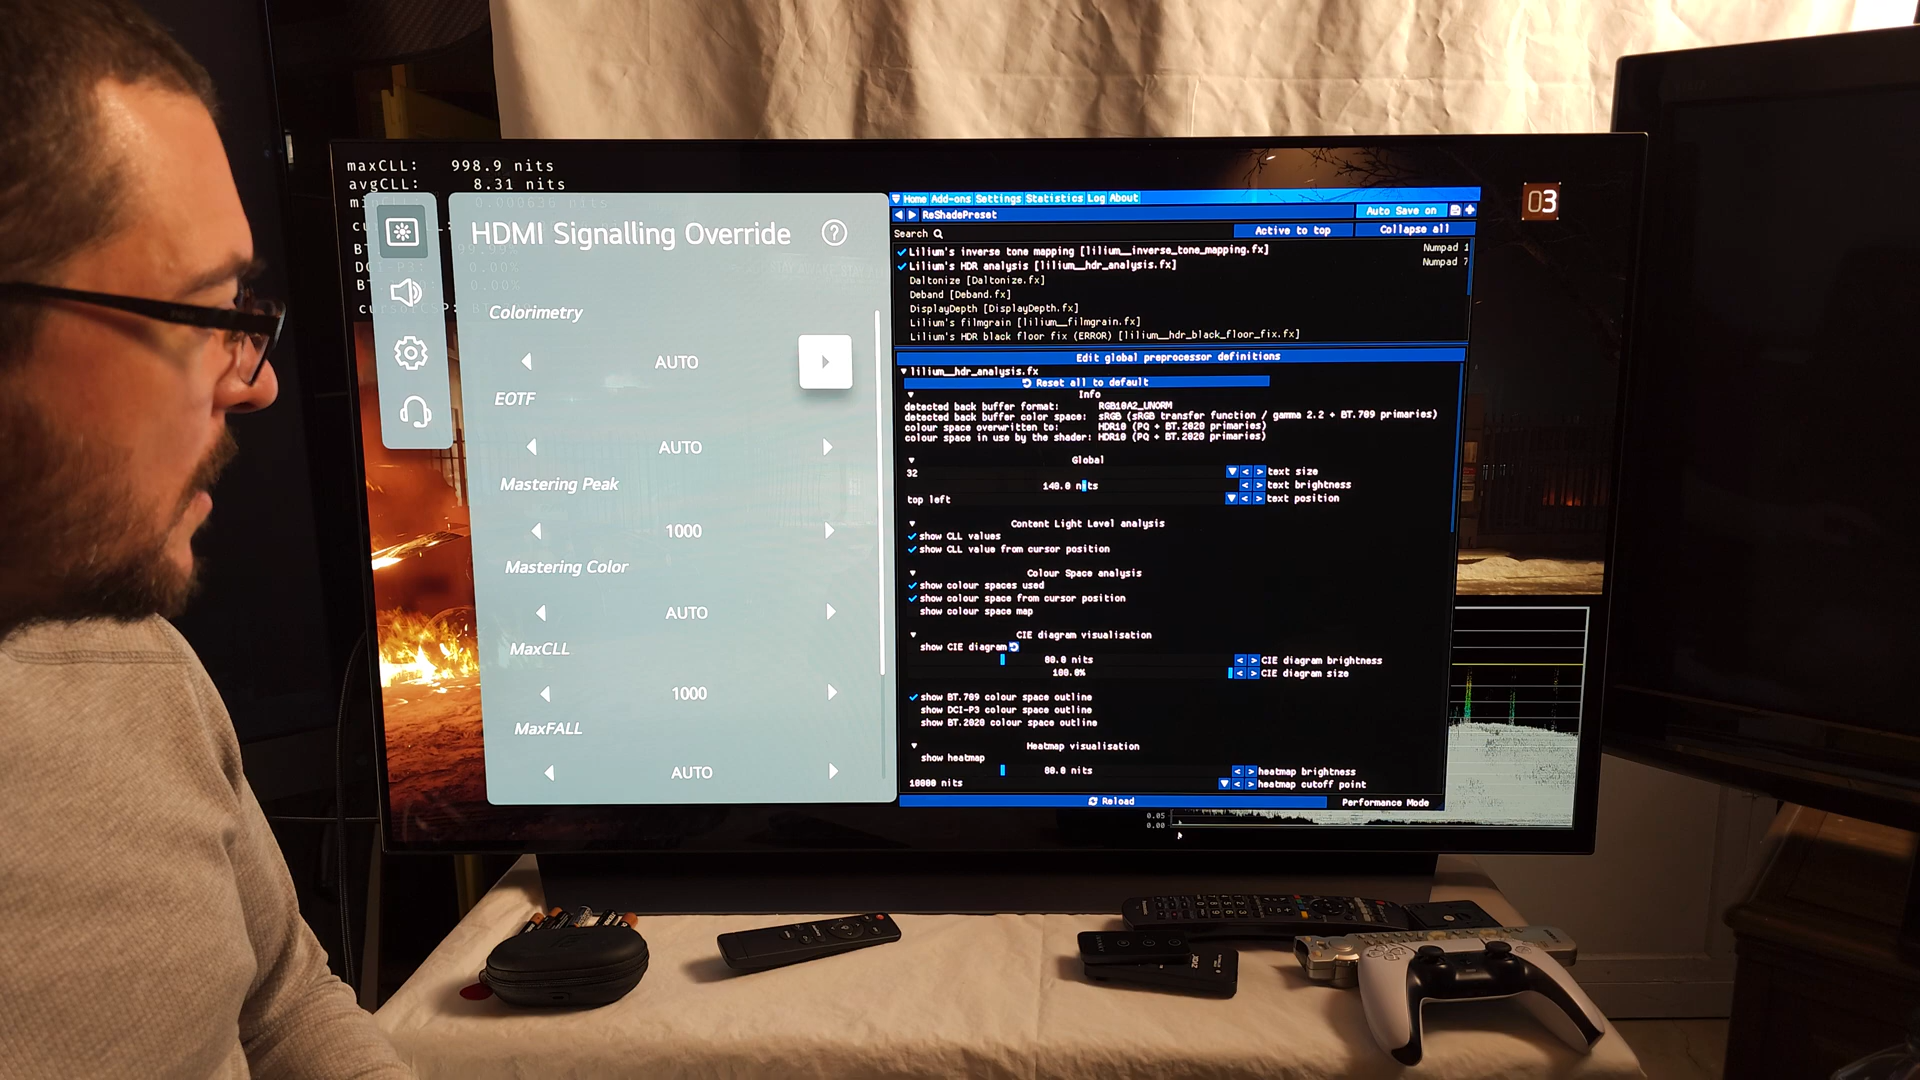 maxCLL: 998.9 nits
avgCLL: 8.31 nits
HDMI Signalling Override
?
Colorimetry
AUTO
EOTF
AUTO
Mastering Peak
1000
Mastering Color
AUTO
MaxCLL
1000
MaxFALL
AUTO
Home Add-ons Settings Statistics Log About
ReShadePreset
Auto Save on
Search
Active to top
Collapse all
Lilium's inverse tone mapping [lilium__inverse_tone_mapping.fx]
Numpad 1
Lilium's HDR analysis [lilium__hdr_analysis.fx]
Numpad 7
Daltonize [Daltonize.fx]
Deband [Deband.fx]
DisplayDepth [DisplayDepth.fx]
Lilium's filmgrain [lilium__filmgrain.fx]
Lilium's HDR black floor fix (ERROR) [lilium__hdr_black_floor_fix.fx]
Edit global preprocessor definitions
lilium__hdr_analysis.fx
Reset all to default
Info
detected back buffer format: RGB10A2_UNORM
detected back buffer color space: sRGB (sRGB transfer function / gamma 2.2 + BT.709 primaries)
colour space overwritten to: HDR10 (PQ + BT.2020 primaries)
colour space in use by the shader: HDR10 (PQ + BT.2020 primaries)
Global
32
text size
140.0 nits
text brightness
top left
text position
Content Light Level analysis
show CLL values
show CLL value from cursor position
Colour Space analysis
show colour spaces used
show colour space from cursor position
show colour space map
CIE diagram visualisation
show CIE diagram
80.0 nits
CIE diagram brightness
100.0%
CIE diagram size
show BT.709 colour space outline
show DCI-P3 colour space outline
show BT.2020 colour space outline
Heatmap visualisation
show heatmap
80.0 nits
heatmap brightness
10000 nits
heatmap cutoff point
Reload
Performance Mode
03
0.05
0.00